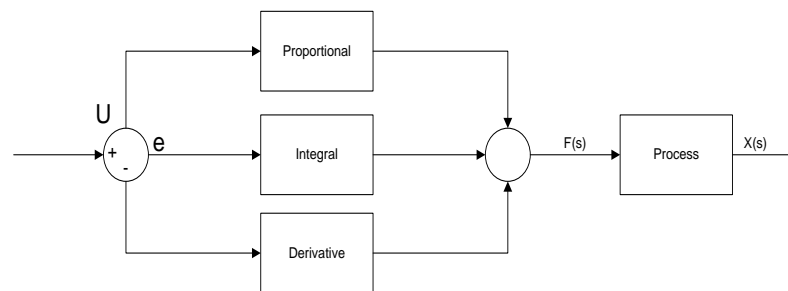 Proportional
U
e
+
-
Integral
F(s)
Process
X(s)
Derivative